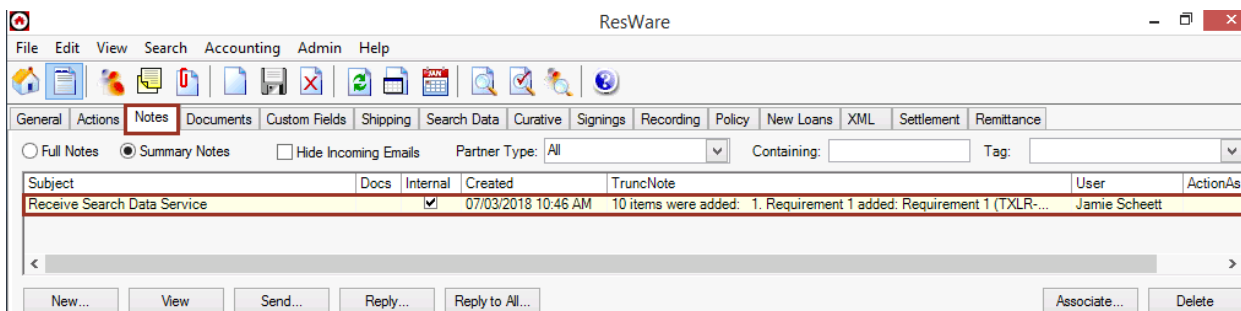 ResWare
File Edit View Search Accounting Admin Help
JAN
General Actions Notes Documents Custom Fields Shipping Search Data Curative Signings Recording Policy New Loans XML Settlement Remittance
Full Notes Summary Notes Hide Incoming Emails Partner Type: All Containing: Tag:
Subject Docs Internal Created TruncNote User ActionAs
Receive Search Data Service 07/03/2018 10:46 AM 10 items were added: 1. Requirement 1 added: Requirement 1 (TXLR-... Jamie Scheett
New... View Send... Reply... Reply to All... Associate... Delete